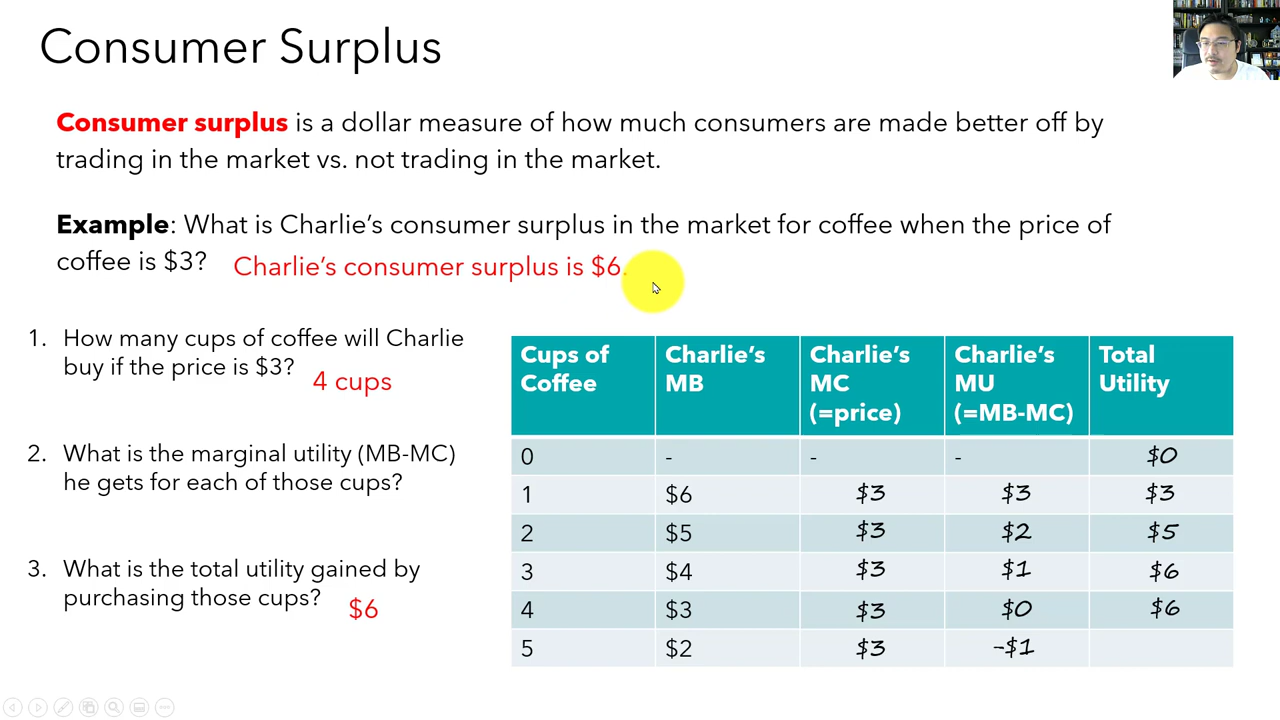 Consumer Surplus
Consumer surplus is a dollar measure of how much consumers are made better off by
trading in the market vs. not trading in the market.
Example: What is Charlie's consumer surplus in the market for coffee when the price of
coffee is $3? Charlie's consumer surplus is $6.
1. How many cups of coffee will Charlie
buy if the price is $3? 4 cups
2. What is the marginal utility (MB-MC)
he gets for each of those cups?
3. What is the total utility gained by
purchasing those cups? $6
Cups of Charlie's Charlie's Charlie's Total
Coffee MB MC MU Utility
(=price) (=MB-MC)
0 - - - $0
1 $6 $3 $3 $3
2 $5 $3 $2 $5
3 $4 $3 $1 $6
4 $3 $3 $0 $6
5 $2 $3 -$1